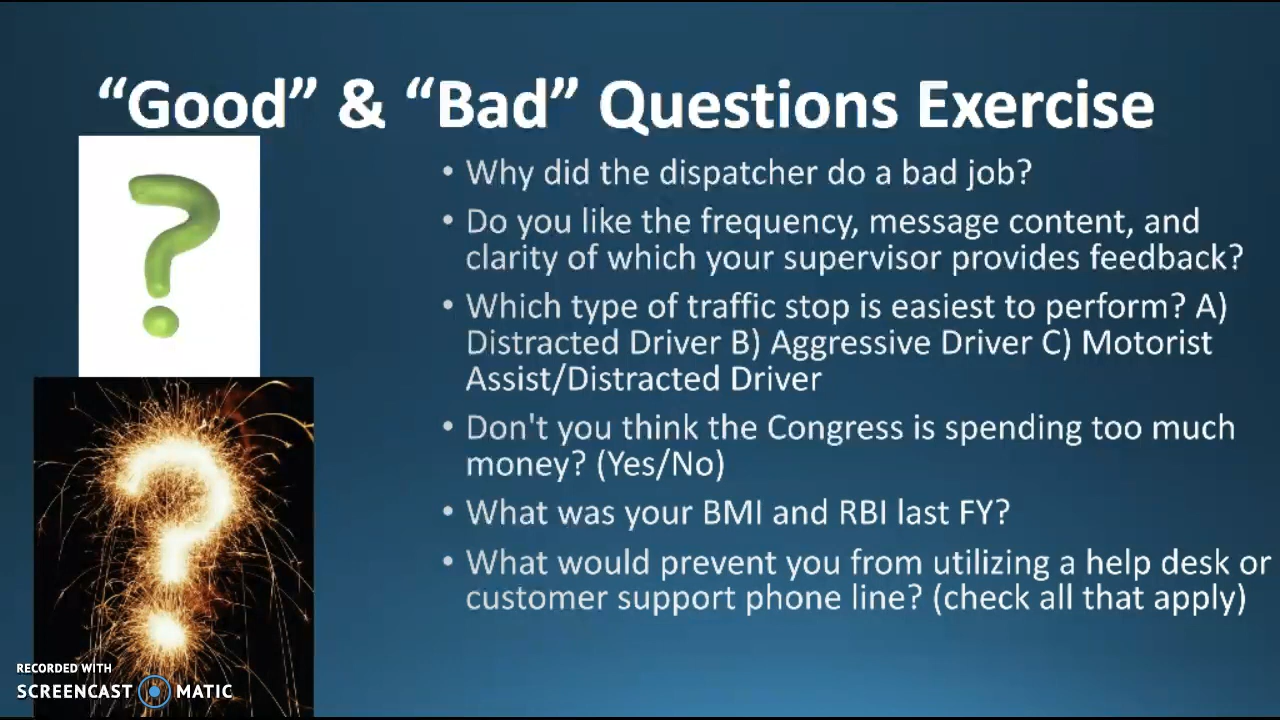 “Good” & “Bad” Questions Exercise
• Why did the dispatcher do a bad job?
• Do you like the frequency, message content, and
clarity of which your supervisor provides feedback?
• Which type of traffic stop is easiest to perform? A)
Distracted Driver B) Aggressive Driver C) Motorist
Assist/Distracted Driver
• Don't you think the Congress is spending too much
money? (Yes/No)
• What was your BMI and RBI last FY?
• What would prevent you from utilizing a help desk or
customer support phone line? (check all that apply)
RECORDED WITH
SCREENCAST MATIC